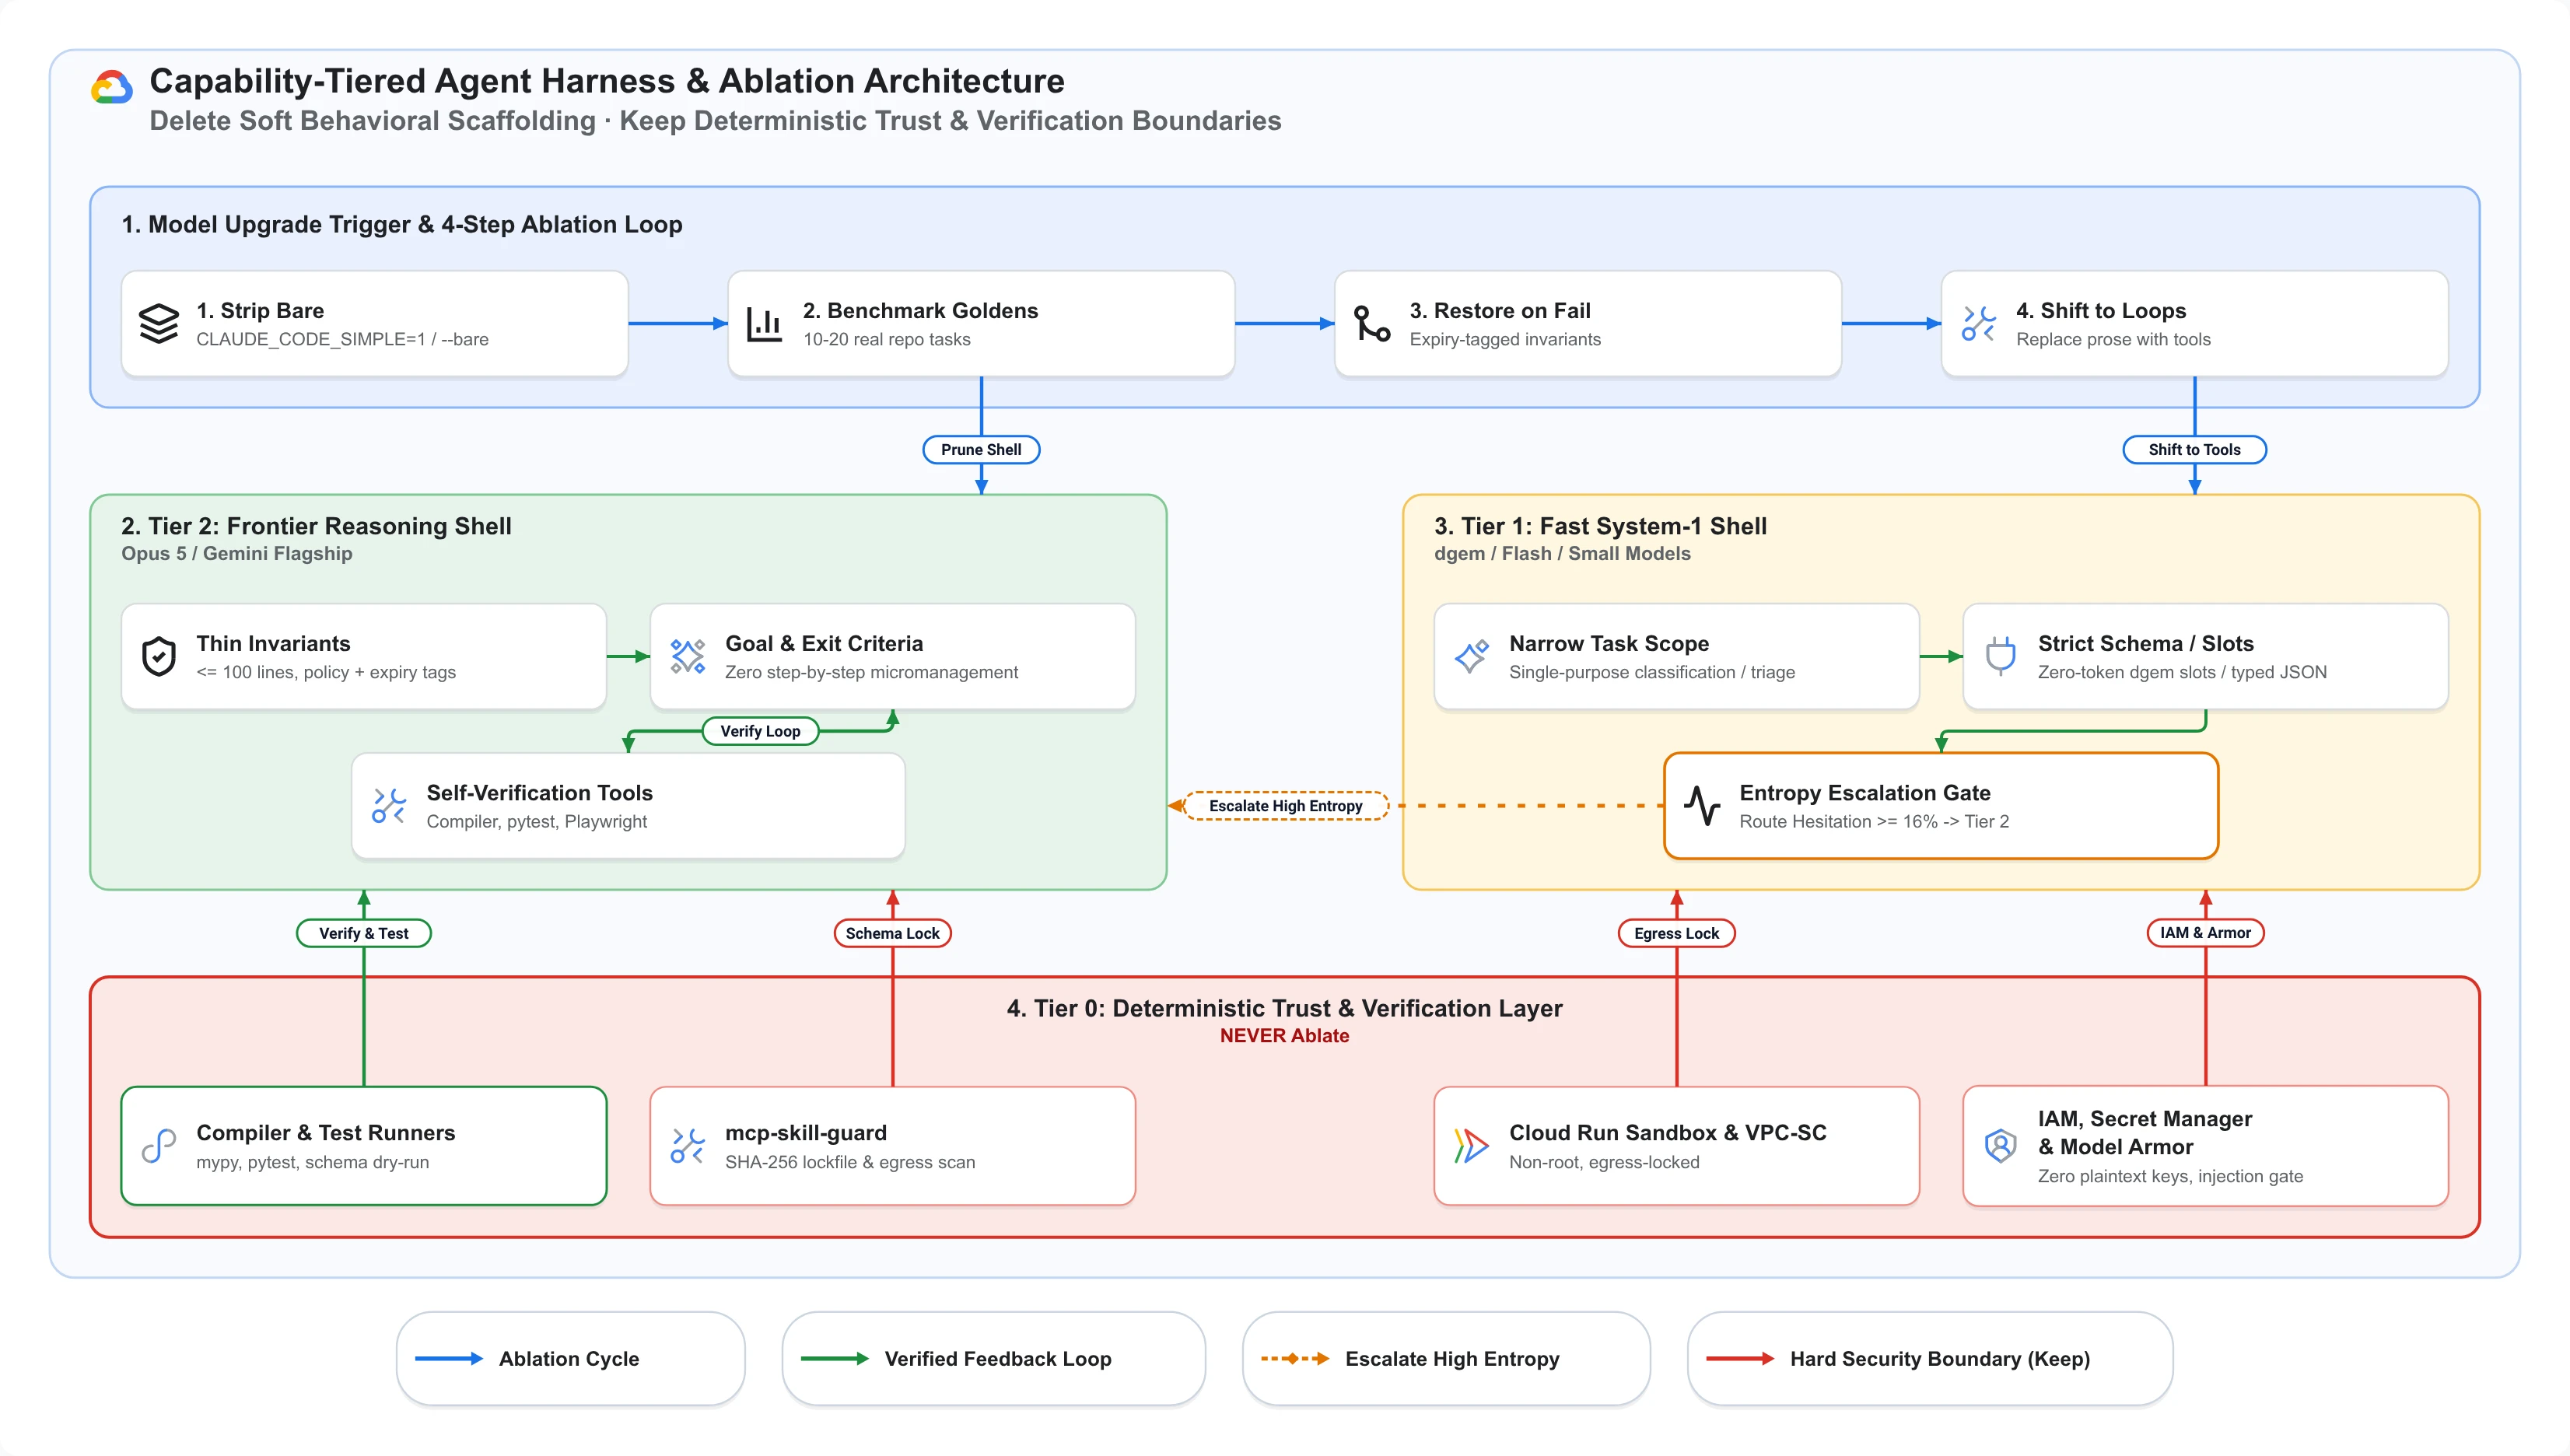 Capability-Tiered Agent Harness & Ablation Architecture
Delete Soft Behavioral Scaffolding · Keep Deterministic Trust & Verification Boundaries
1. Model Upgrade Trigger & 4-Step Ablation Loop
1. Strip Bare
CLAUDE_CODE_SIMPLE=1 / --bare
2. Benchmark Goldens
10-20 real repo tasks
3. Restore on Fail
Expiry-tagged invariants
4. Shift to Loops
Replace prose with tools
Prune Shell
Shift to Tools
2. Tier 2: Frontier Reasoning Shell
Opus 5 / Gemini Flagship
Thin Invariants
<= 100 lines, policy + expiry tags
Goal & Exit Criteria
Zero step-by-step micromanagement
Verify Loop
Self-Verification Tools
Compiler, pytest, Playwright
3. Tier 1: Fast System-1 Shell
dgem / Flash / Small Models
Narrow Task Scope
Single-purpose classification / triage
Strict Schema / Slots
Zero-token dgem slots / typed JSON
Escalate High Entropy
Entropy Escalation Gate
Route Hesitation >= 16% -> Tier 2
Verify & Test
Schema Lock
Egress Lock
IAM & Armor
4. Tier 0: Deterministic Trust & Verification Layer
NEVER Ablate
Compiler & Test Runners
mypy, pytest, schema dry-run
mcp-skill-guard
SHA-256 lockfile & egress scan
Cloud Run Sandbox & VPC-SC
Non-root, egress-locked
IAM, Secret Manager
& Model Armor
Zero plaintext keys, injection gate
Ablation Cycle
Verified Feedback Loop
Escalate High Entropy
Hard Security Boundary (Keep)